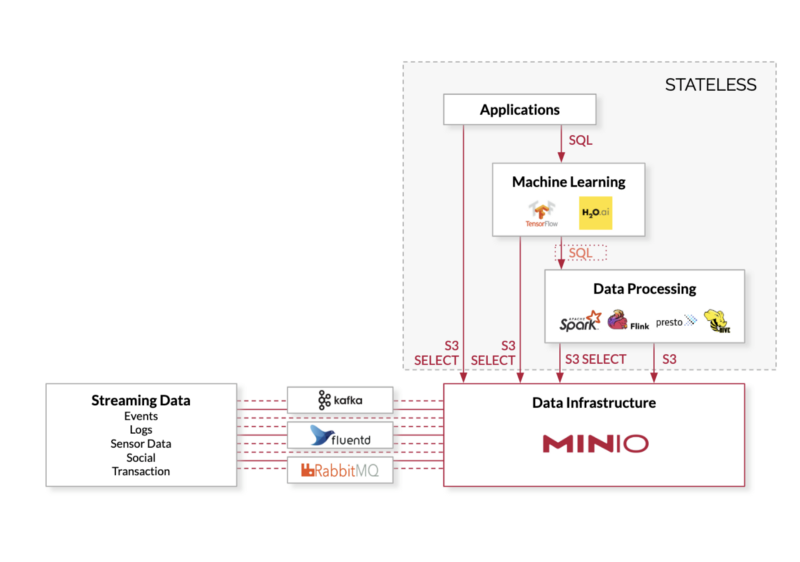 STATELESS
Applications
SQL
Machine Learning
TensorFlow
H2O.ai
SQL
Data Processing
APACHE
Spark
Flink
presto
HIVE
S3
SELECT
S3
SELECT
S3 SELECT
S3
Streaming Data
Events
Logs
Sensor Data
Social
Transaction
kafka
fluentd
RabbitMQ
Data Infrastructure
MINIO